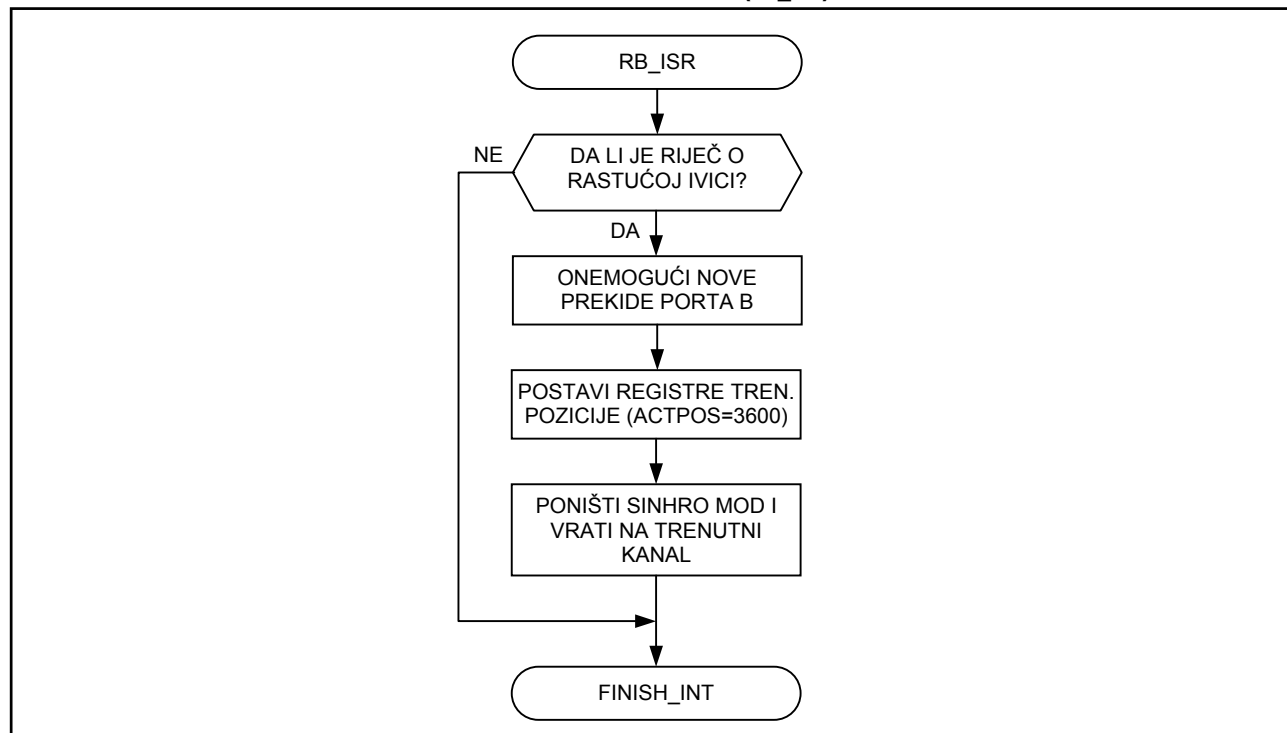 RB_ISR
NE
DA LI JE RIJEČ O
RASTUĆOJ IVICI?
DA
ONEMOGUĆI NOVE
PREKIDE PORTA B
POSTAVI REGISTRE TREN.
POZICIJE (ACTPOS=3600)
PONIŠTI SINHRO MOD I
VRATI NA TRENUTNI
KANAL
FINISH_INT